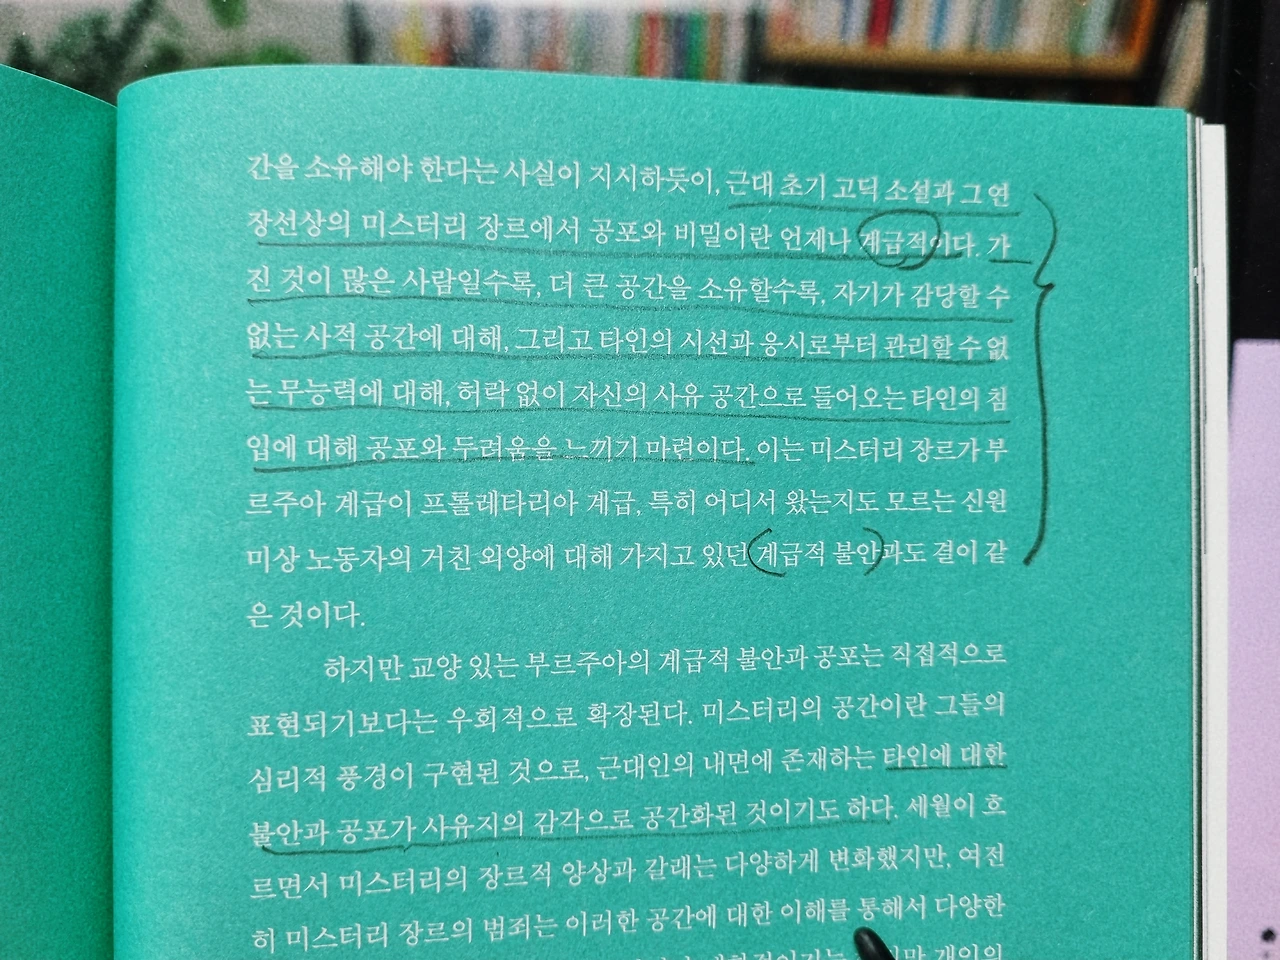 간을 소유해야 한다는 사실이 지시하듯이, 근대 초기 고딕 소설과 그 연
장선상의 미스터리 장르에서 공포와 비밀이란 언제나 계급적이다. 가
진 것이 많은 사람일수록, 더 큰 공간을 소유할수록, 자기가 감당할 수
없는 사적 공간에 대해, 그리고 타인의 시선과 응시로부터 관리할 수 없
는 무능력에 대해, 허락 없이 자신의 사유 공간으로 들어오는 타인의 침
입에 대해 공포와 두려움을 느끼기 마련이다. 이는 미스터리 장르가 부
르주아 계급이 프롤레타리아 계급, 특히 어디서 왔는지도 모르는 신원
미상 노동자의 거친 외양에 대해 가지고 있던 계급적 불안과도 결이 같
은 것이다.
하지만 교양 있는 부르주아의 계급적 불안과 공포는 직접적으로
표현되기보다는 우회적으로 확장된다. 미스터리의 공간이란 그들의
심리적 풍경이 구현된 것으로, 근대인의 내면에 존재하는 타인에 대한
불안과 공포가 사유지의 감각으로 공간화된 것이기도 하다. 세월이 흐
르면서 미스터리의 장르적 양상과 갈래는 다양하게 변화했지만, 여전
히 미스터리 장르의 범죄는 이러한 공간에 대한 이해를 통해서 다양한
개인의